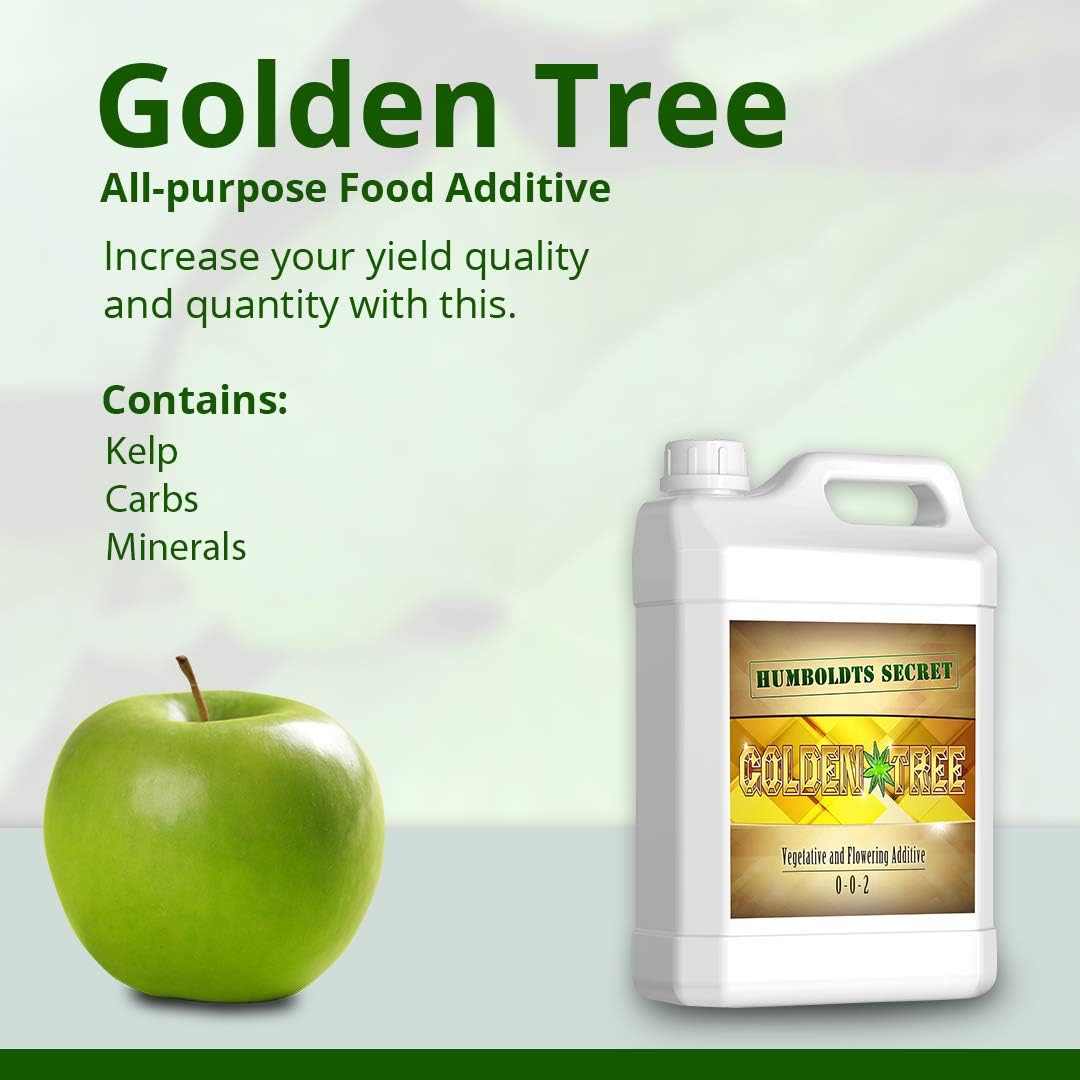 Golden Tree
All-purpose Food Additive
Increase your yield quality
and quantity with this.
Contains:
Kelp
Carbs
Minerals
HUMBOLDTS SECRET
GOLDEN TREE
Vegetative and Flowering Additive
0-0-2